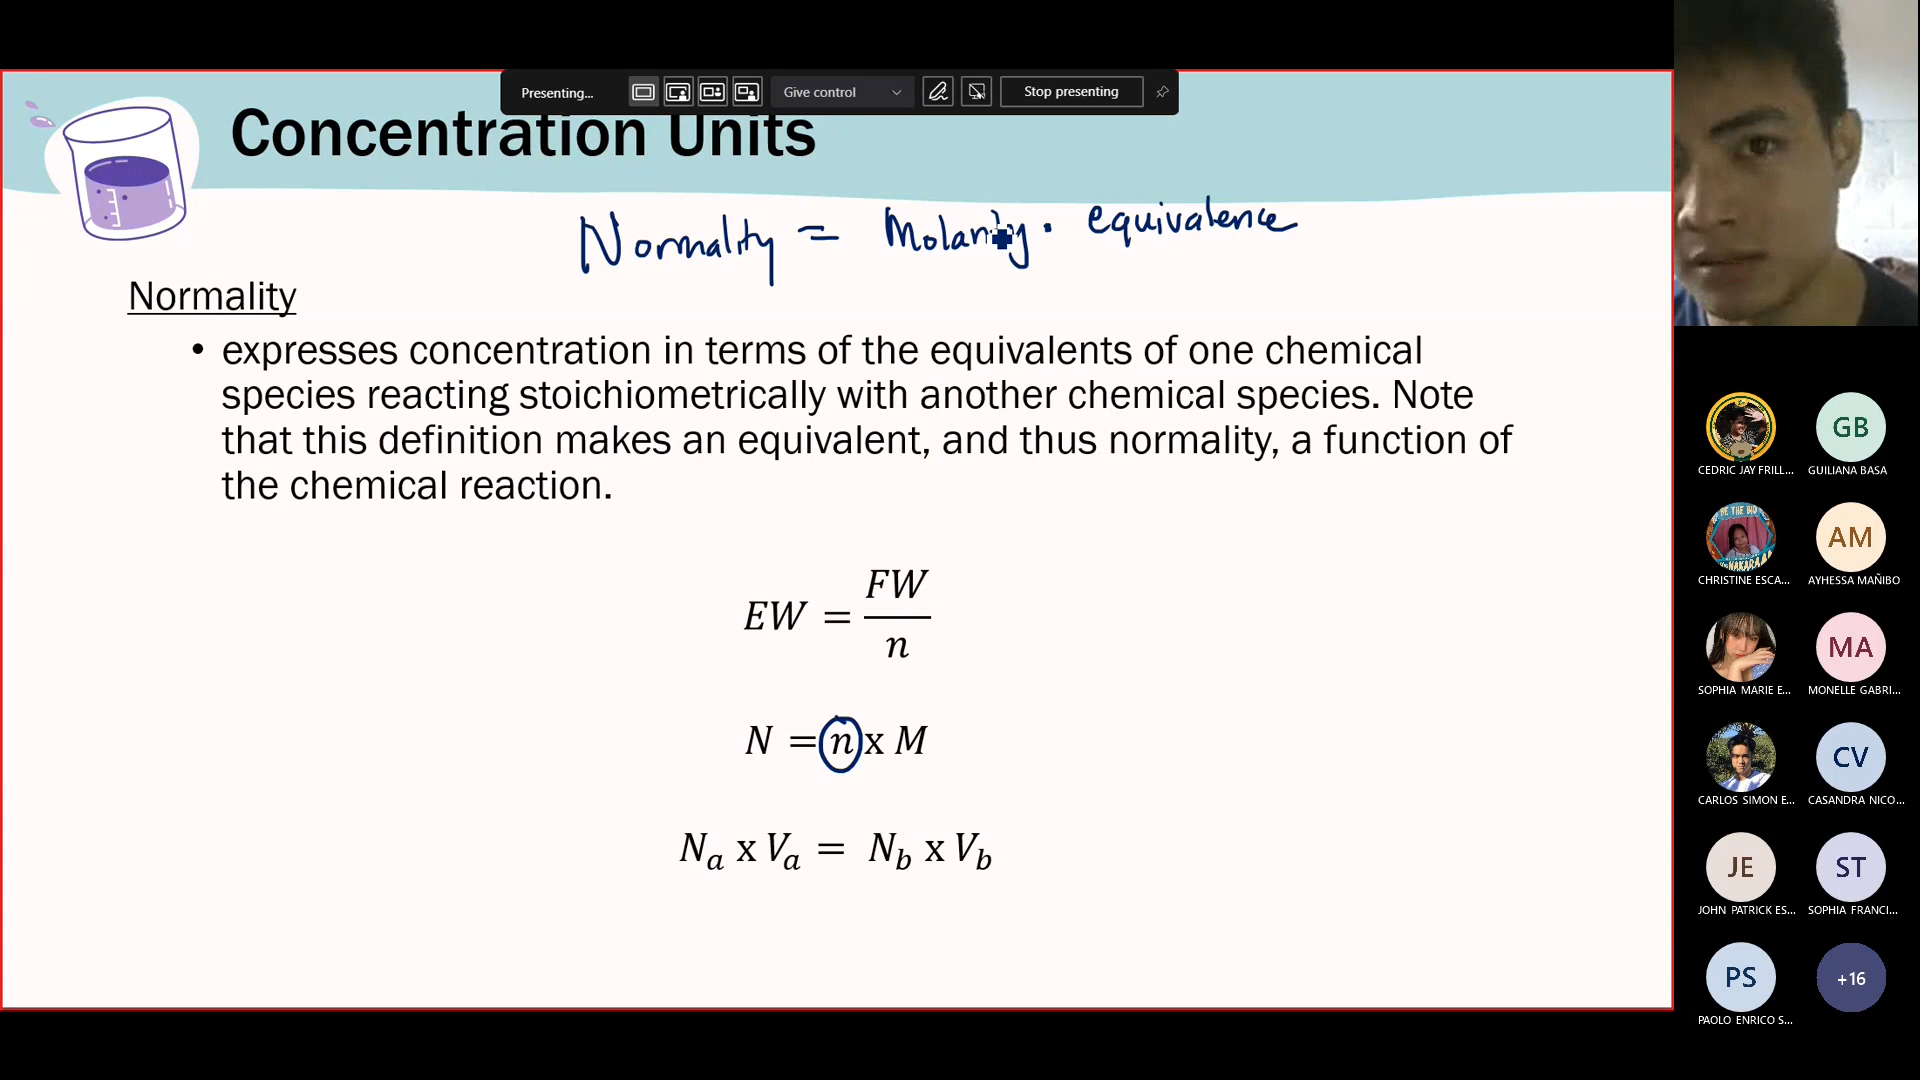 Presenting...
Give control
Stop presenting
Concentration Units
Normality = Molarity · equivalence
Normality
• expresses concentration in terms of the equivalents of one chemical
species reacting stoichiometrically with another chemical species. Note
that this definition makes an equivalent, and thus normality, a function of
the chemical reaction.
EW = FW/n
N = n x M
Na x Va = Nb x Vb
GB
CEDRIC JAY FRILL...
GUILIANA BASA
AM
CHRISTINE ESCA...
AYHESSA MAÑIBO
MA
SOPHIA MARIE E...
MONELLE GABRI...
CV
CARLOS SIMON E...
CASANDRA NICO...
JE
ST
JOHN PATRICK ES...
SOPHIA FRANCI...
PS
+16
PAOLO ENRICO S...